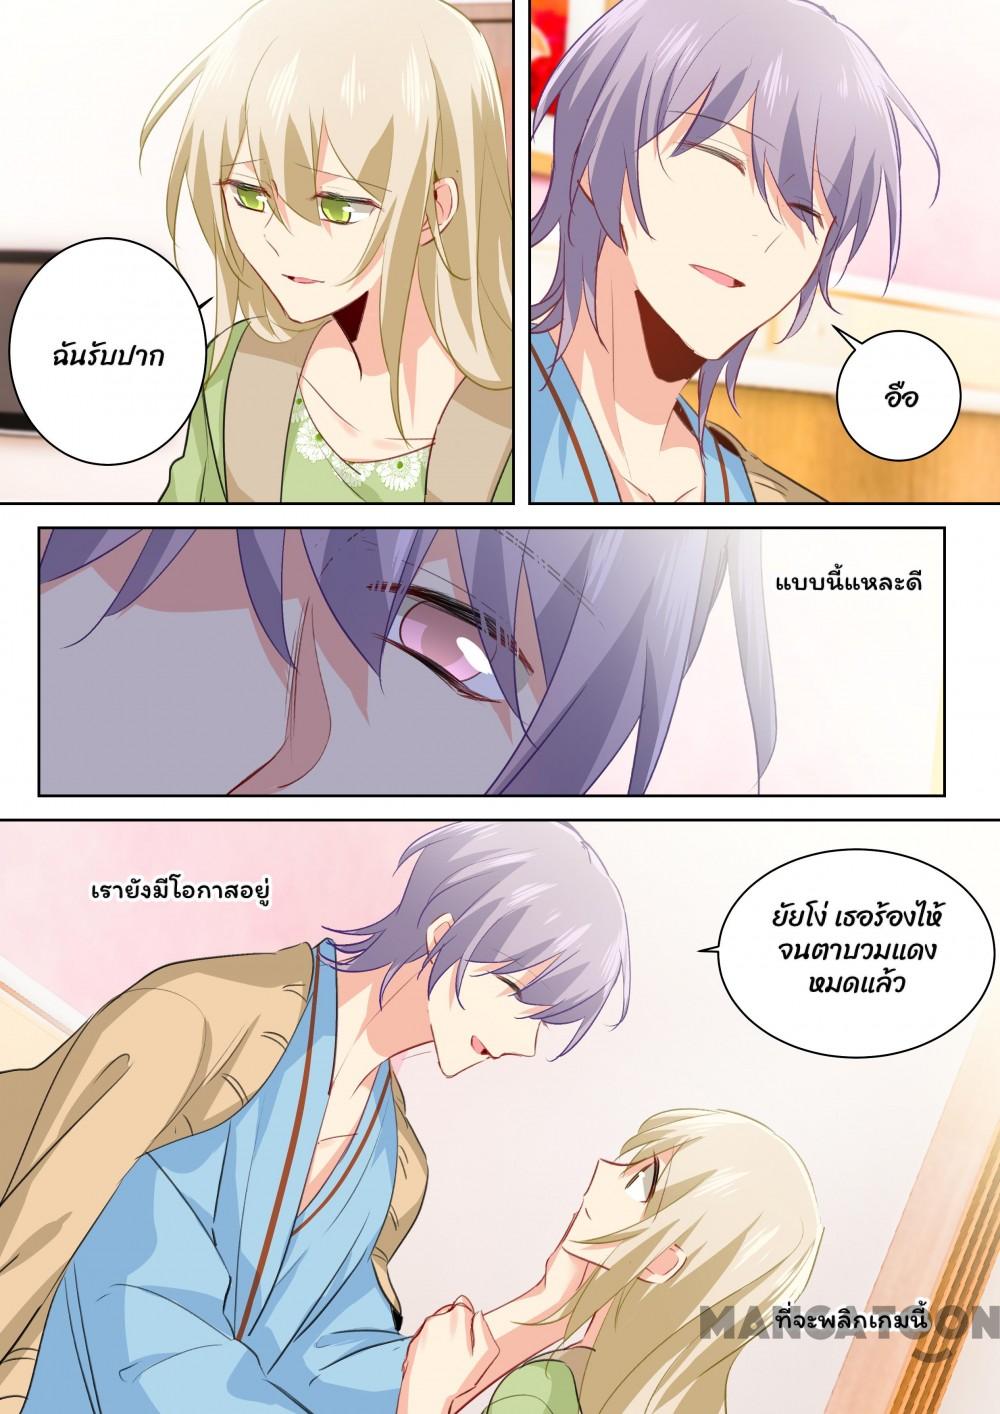 ฉันรับปาก
อือ
แบบนี้แหละดี
เรายังมีโอกาสอยู่
ยัยโง่ เธอร้องไห้
จนตาบวมแดง
หมดแล้ว
ที่จะพลิกเกมนี้
MANGATOON